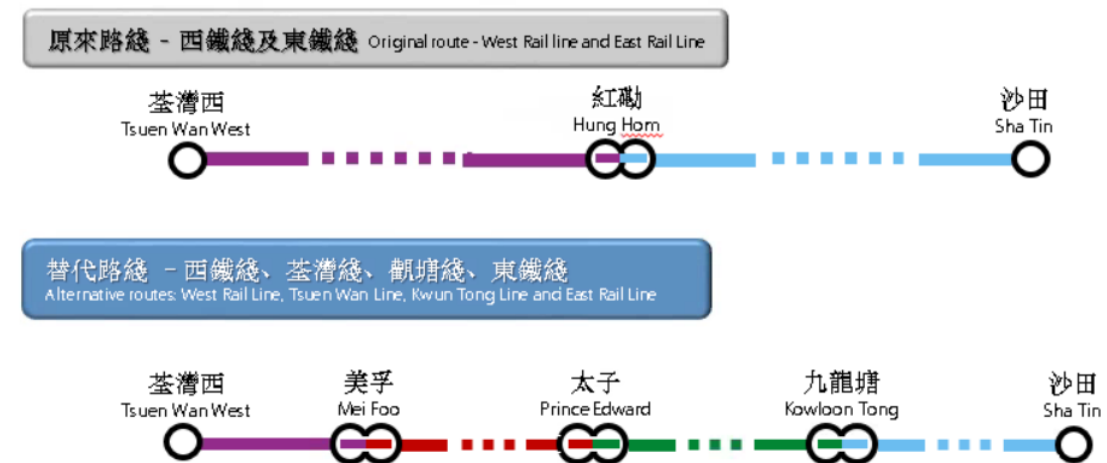 原來路綫 - 西鐵綫及東鐵綫 Original route - West Rail line and East Rail Line
荃灣西
Tsuen Wan West
紅磡
Hung Hom
沙田
Sha Tin
替代路綫 - 西鐵綫、荃灣綫、觀塘綫、東鐵綫
Alternative routes: West Rail Line, Tsuen Wan Line, Kwun Tong Line and East Rail Line
荃灣西
Tsuen Wan West
美孚
Mei Foo
太子
Prince Edward
九龍塘
Kowloon Tong
沙田
Sha Tin